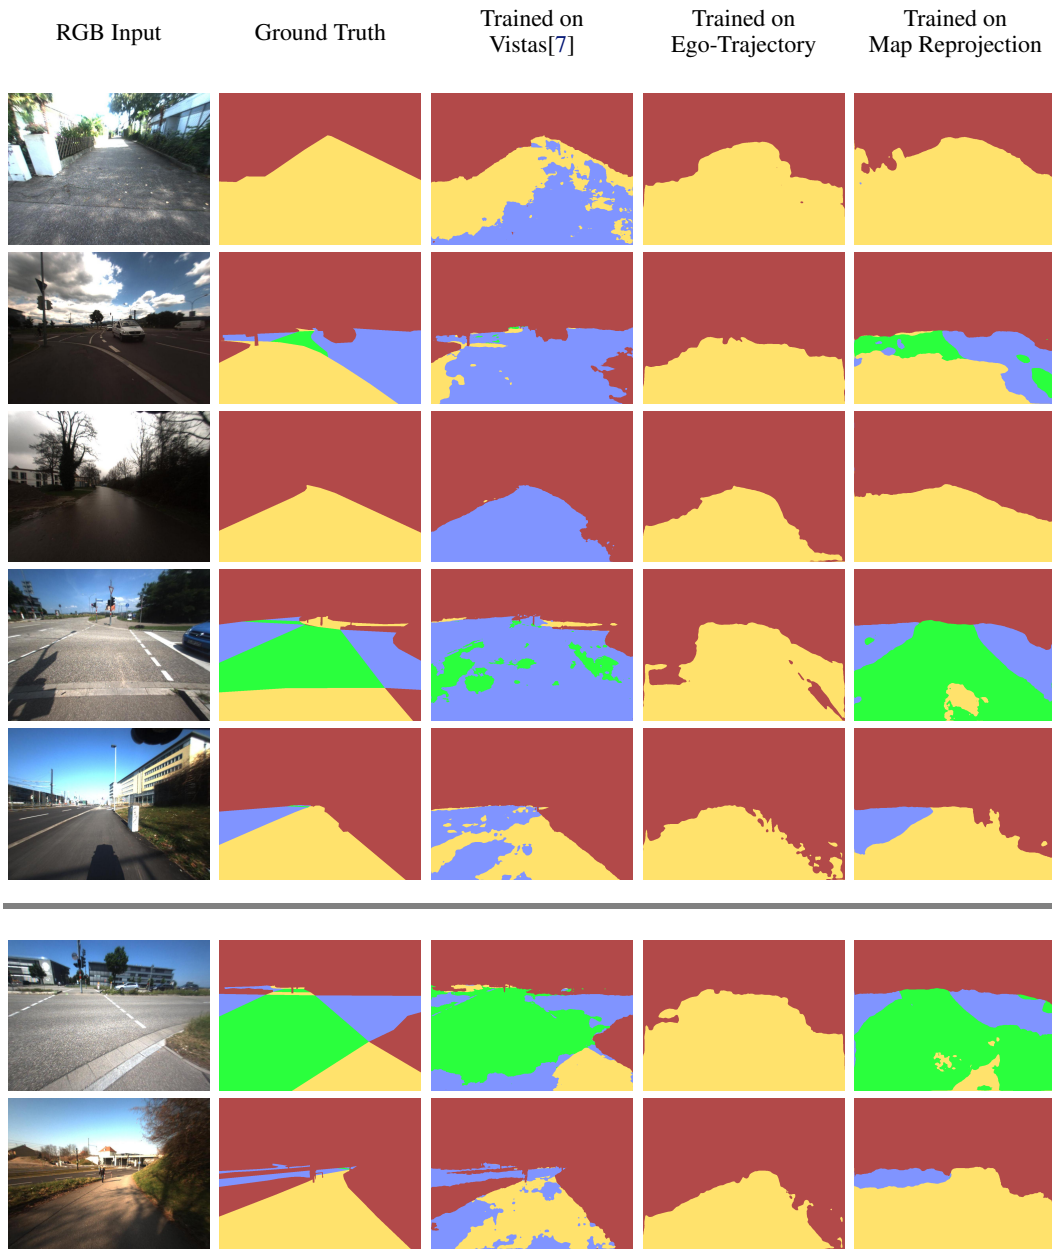 RGB Input
Ground Truth
Trained on
Vistas[7]
Trained on
Ego-Trajectory
Trained on
Map Reprojection